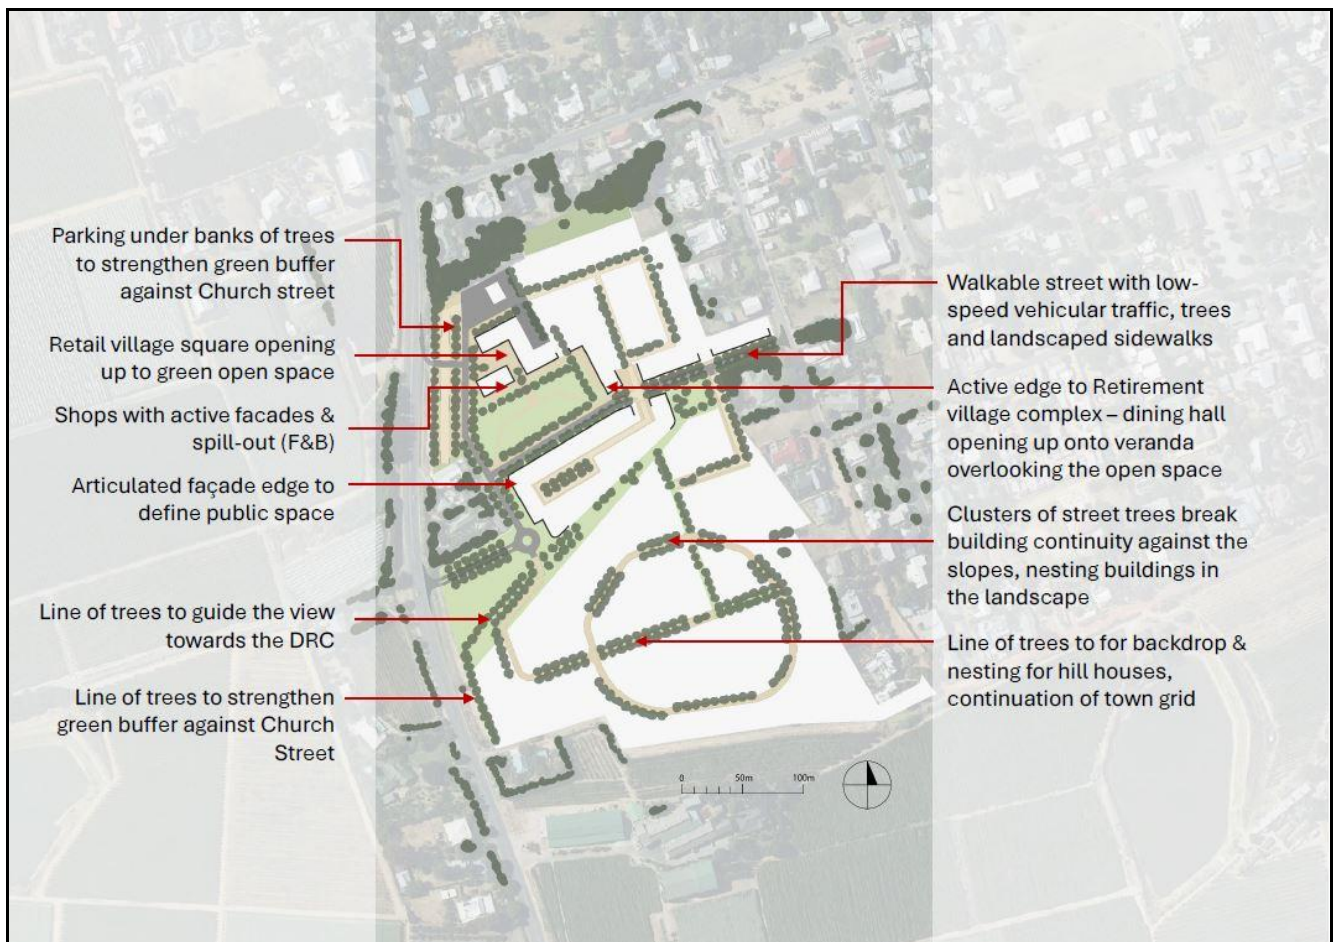 Parking under banks of trees
to strengthen green buffer
against Church street
Retail village square opening
up to green open space
Shops with active facades &
spill-out (F&B)
Articulated façade edge to
define public space
Line of trees to guide the view
towards the DRC
Line of trees to strengthen
green buffer against Church
Street
Walkable street with low-
speed vehicular traffic, trees
and landscaped sidewalks
Active edge to Retirement
village complex – dining hall
opening up onto veranda
overlooking the open space
Clusters of street trees break
building continuity against the
slopes, nesting buildings in
the landscape
Line of trees to for backdrop &
nesting for hill houses,
continuation of town grid
0 50m 100m